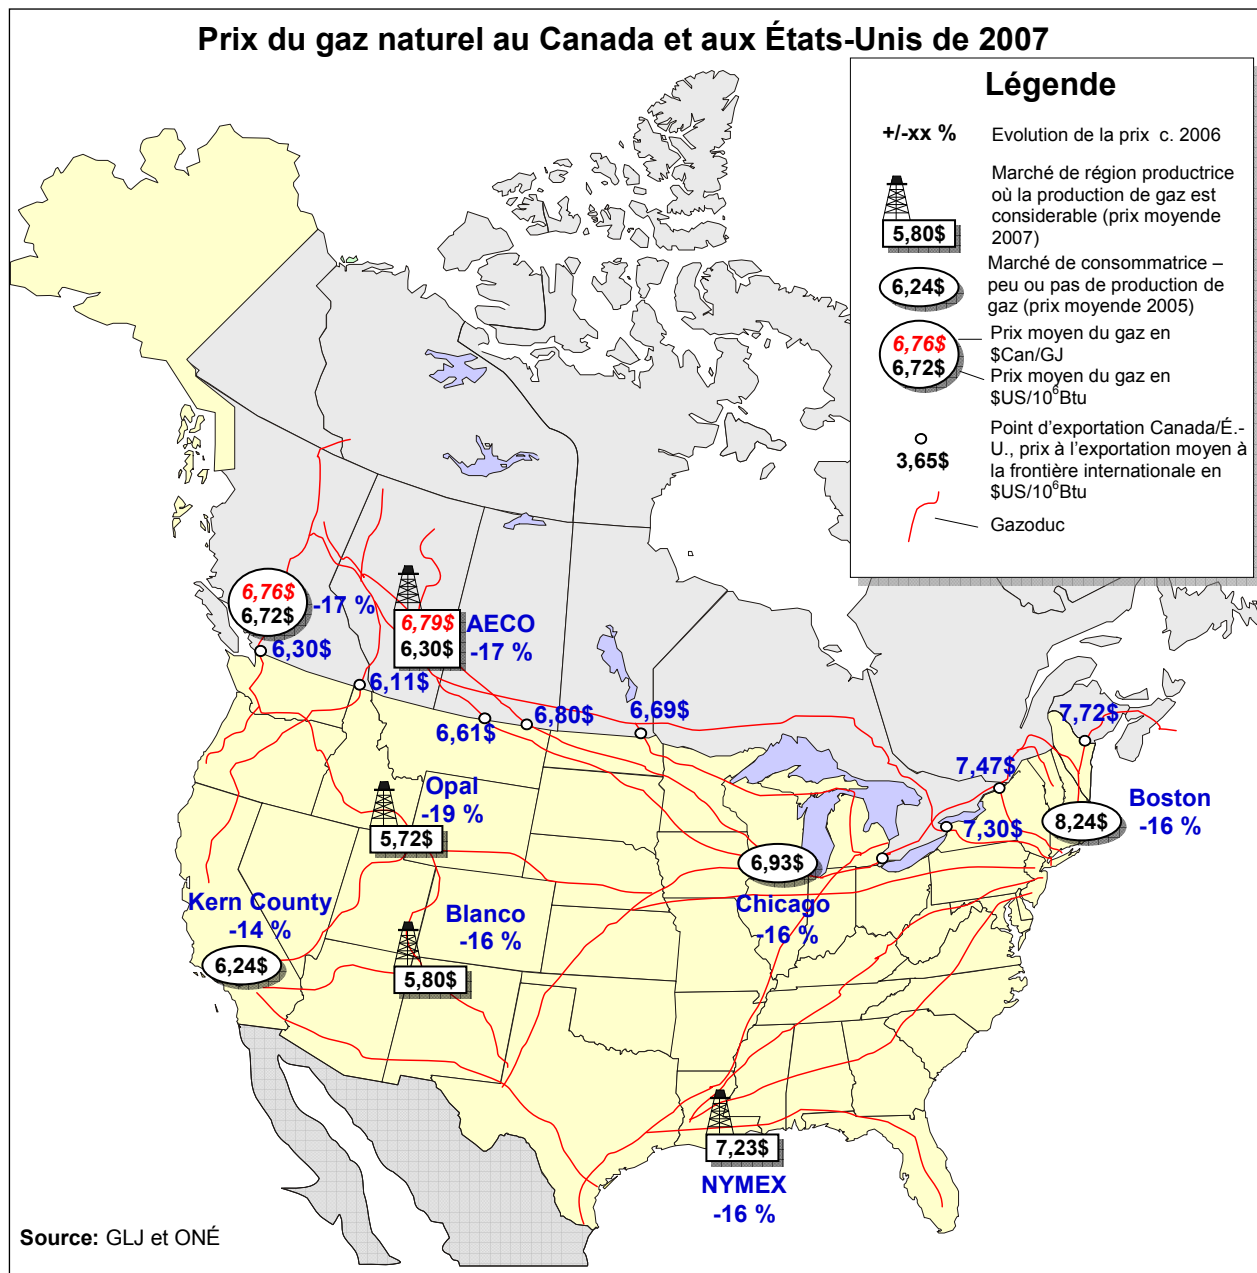 Prix du gaz naturel au Canada et aux États-Unis de 2007
Légende
+/-xx % Evolution de la prix c. 2006
Marché de région productrice
où la production de gaz est
considerable (prix moyende
2007)
5,80$
Marché de consommatrice –
peu ou pas de production de
gaz (prix moyende 2005)
6,24$
6,76$
6,72$
Prix moyen du gaz en
$Can/GJ
Prix moyen du gaz en
$US/10⁶Btu
Point d'exportation Canada/É.-
U., prix à l'exportation moyen à
la frontière internationale en
$US/10⁶Btu
3,65$
Gazoduc
6,76$
6,72$
-17 %
6,30$
6,79$
6,30$
AECO
-17 %
6,11$
6,61$
6,80$
6,69$
7,72$
7,47$
7,30$
Boston
-16 %
8,24$
Opal
-19 %
5,72$
6,93$
Chicago
-16 %
Kern County
-14 %
6,24$
Blanco
-16 %
5,80$
7,23$
NYMEX
-16 %
Source: GLJ et ONÉ